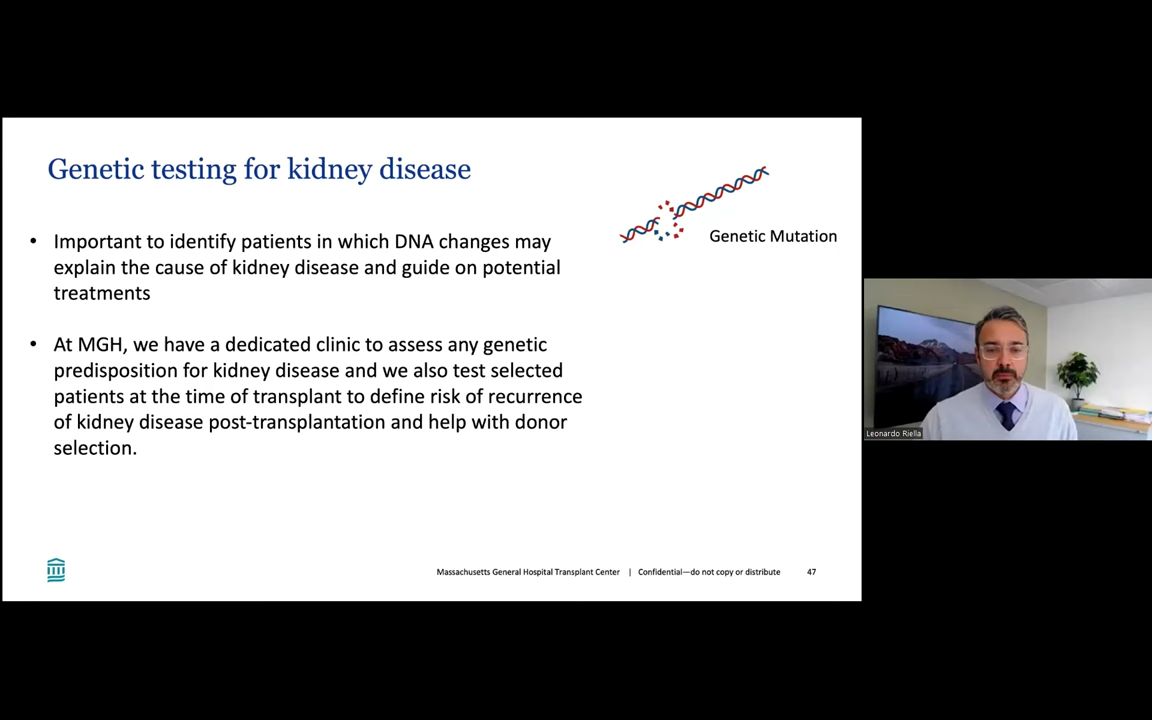 Genetic testing for kidney disease
Genetic Mutation
• Important to identify patients in which DNA changes may
explain the cause of kidney disease and guide on potential
treatments
• At MGH, we have a dedicated clinic to assess any genetic
predisposition for kidney disease and we also test selected
patients at the time of transplant to define risk of recurrence
of kidney disease post-transplantation and help with donor
selection.
Leonardo Riella
Massachusetts General Hospital Transplant Center | Confidential—do not copy or distribute 47